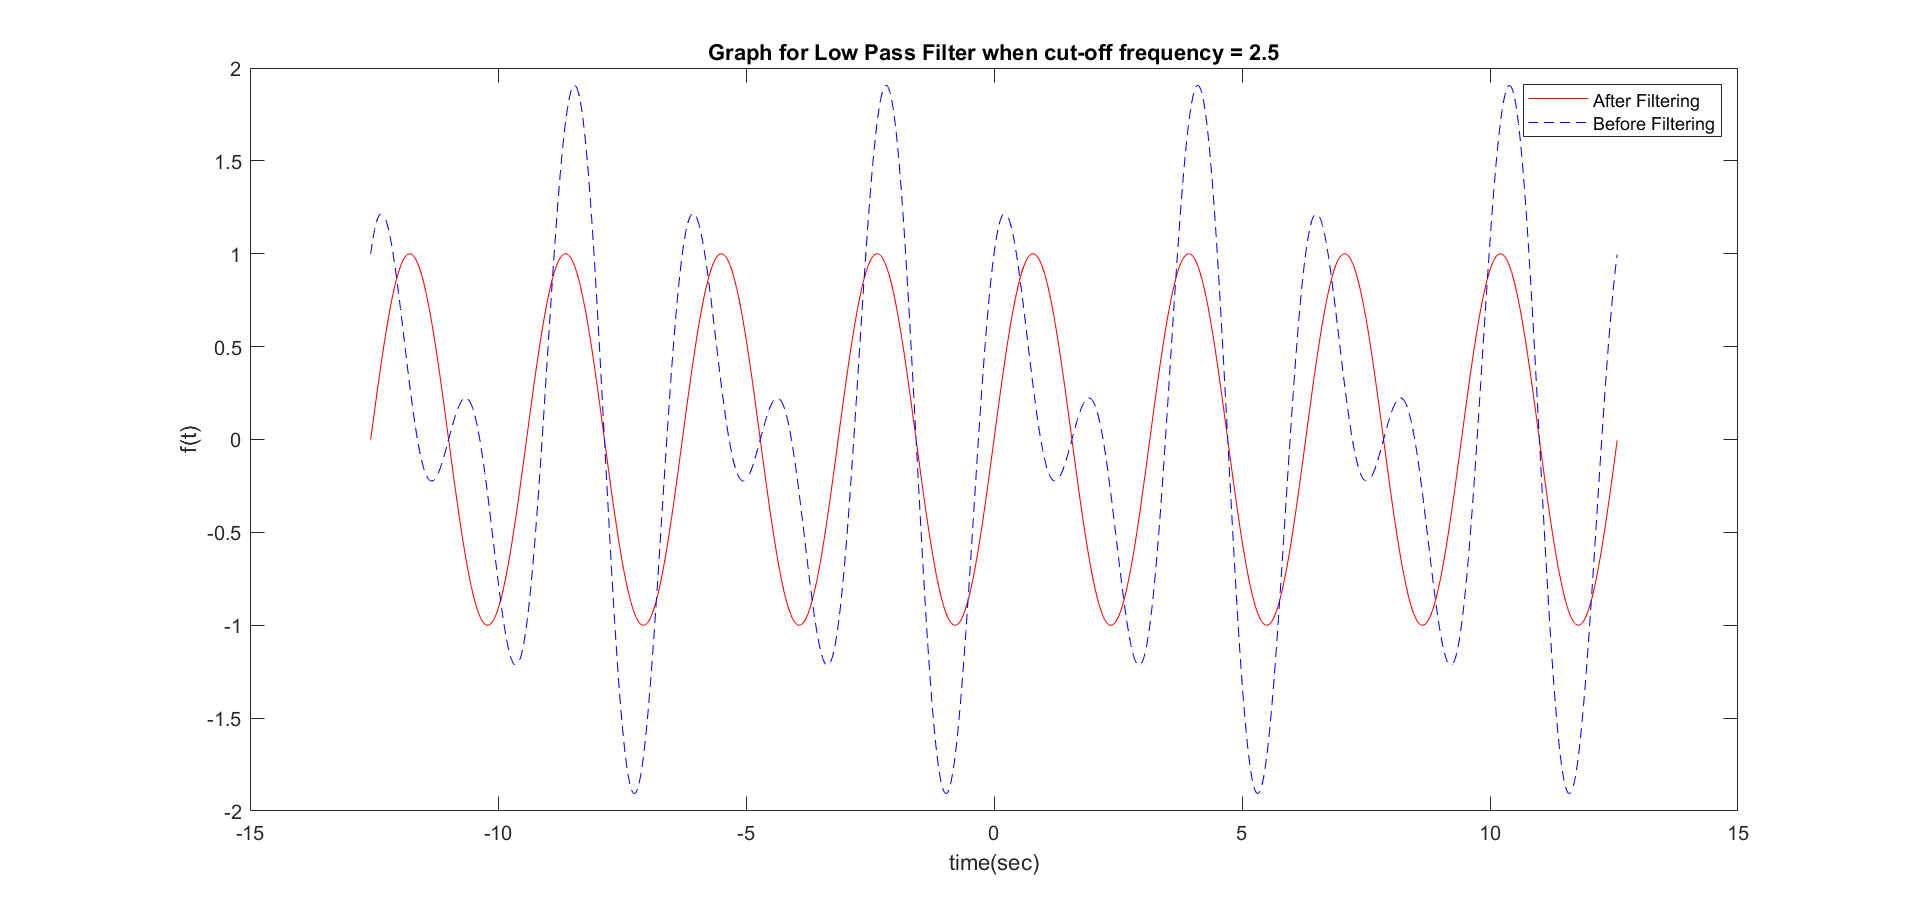 Graph for Low Pass Filter when cut-off frequency = 2.5
After Filtering
Before Filtering
f(t)
2
1.5
1
0.5
0
-0.5
-1
-1.5
-2
-15 -10 -5 0 5 10 15
time(sec)